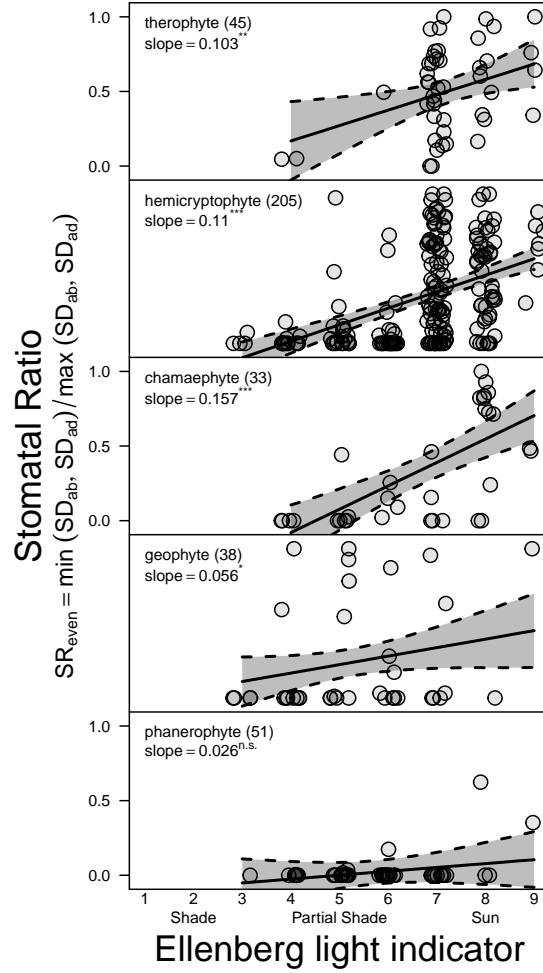 therophyte (45)
slope = 0.103**
1.0
0.5
0.0
hemicryptophyte (205)
slope = 0.11***
chamaephyte (33)
slope = 0.157***
1.0
0.5
0.0
geophyte (38)
slope = 0.056*
phanerophyte (51)
slope = 0.026n.s.
1.0
0.5
0.0
1 2 3 4 5 6 7 8 9
Shade Partial Shade Sun
Ellenberg light indicator
Stomatal Ratio
SReven = min (SDab, SDad) / max (SDab, SDad)